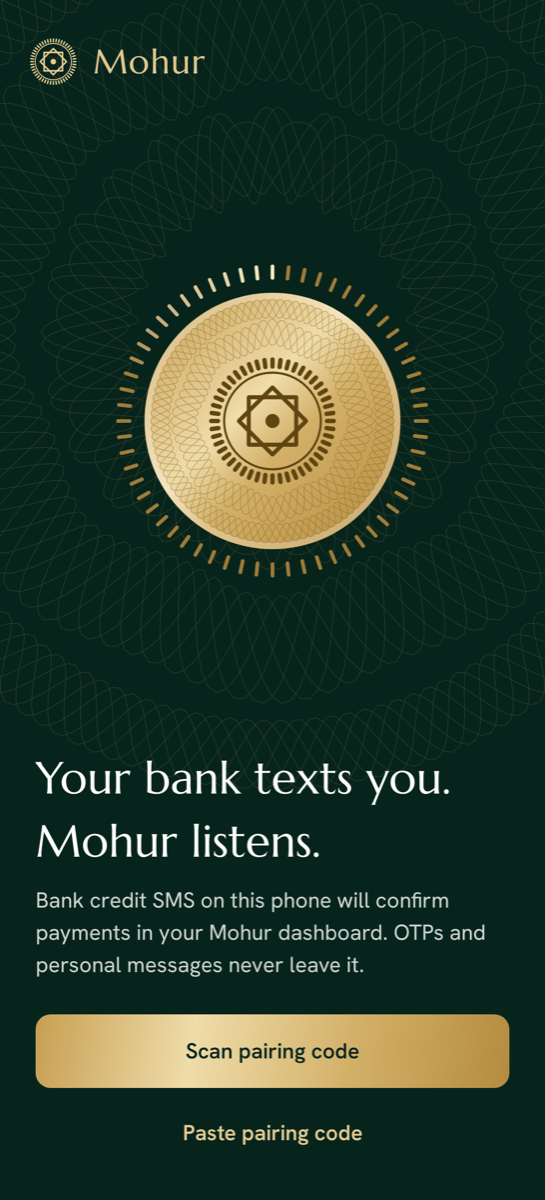 Mohur
Your bank texts you.
Mohur listens.
Bank credit SMS on this phone will confirm
payments in your Mohur dashboard. OTPs and
personal messages never leave it.
Scan pairing code
Paste pairing code